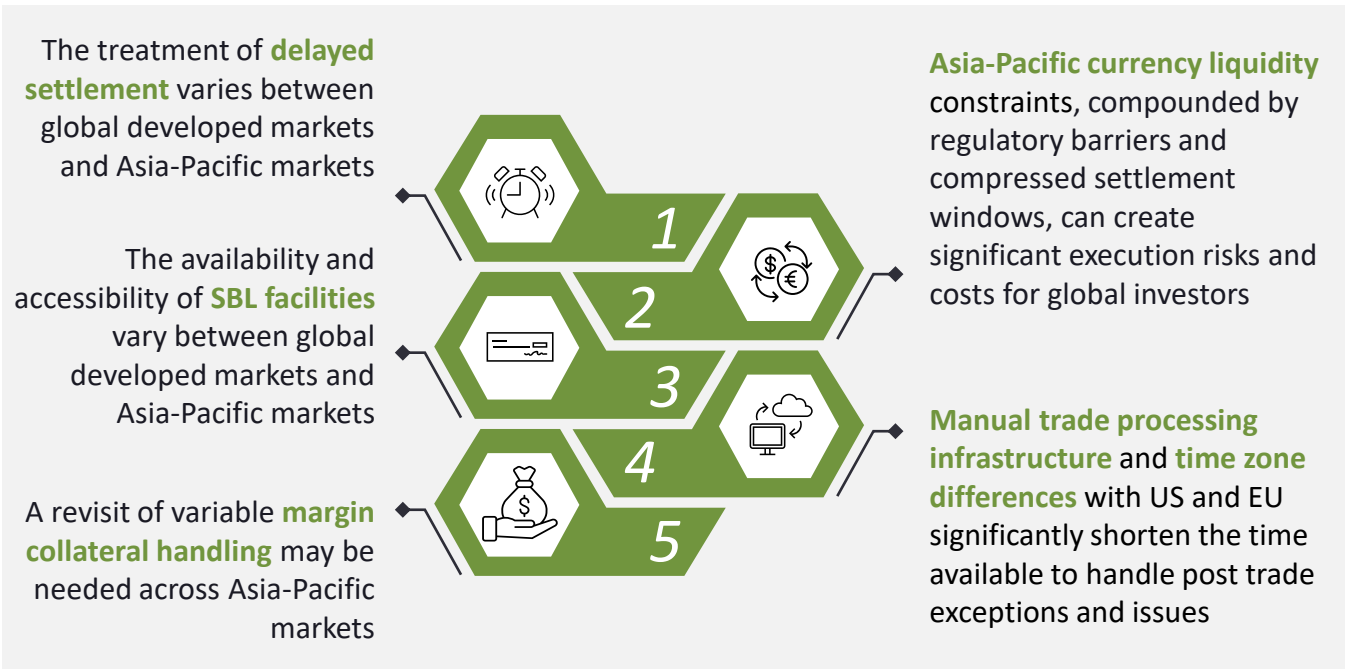 The treatment of delayed
settlement varies between
global developed markets
and Asia-Pacific markets
1
Asia-Pacific currency liquidity
constraints, compounded by
regulatory barriers and
compressed settlement
windows, can create
significant execution risks and
costs for global investors
$
€
2
The availability and
accessibility of SBL facilities
vary between global
developed markets and
Asia-Pacific markets
3
Manual trade processing
infrastructure and time zone
differences with US and EU
significantly shorten the time
available to handle post trade
exceptions and issues
4
A revisit of variable margin
collateral handling may be
needed across Asia-Pacific
markets
$
5